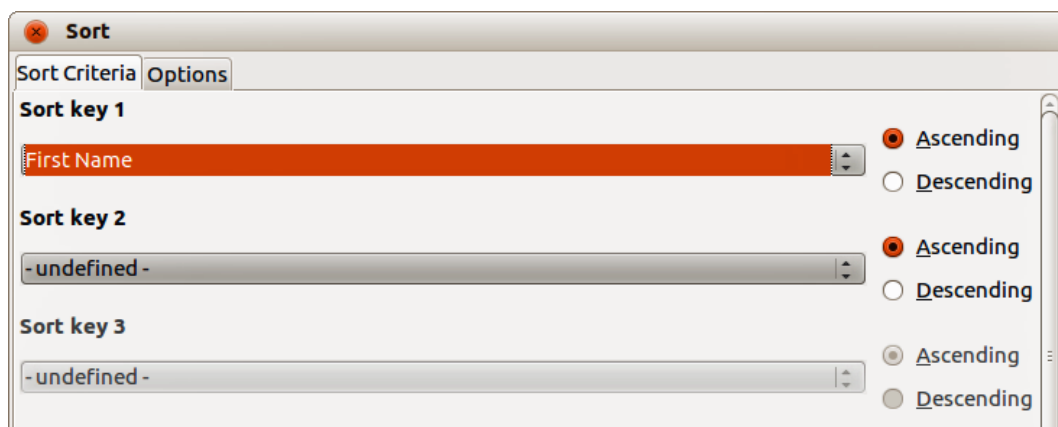 Sort
Sort Criteria Options
Sort key 1
First Name
Ascending
Descending
Sort key 2
- undefined -
Ascending
Descending
Sort key 3
- undefined -
Ascending
Descending